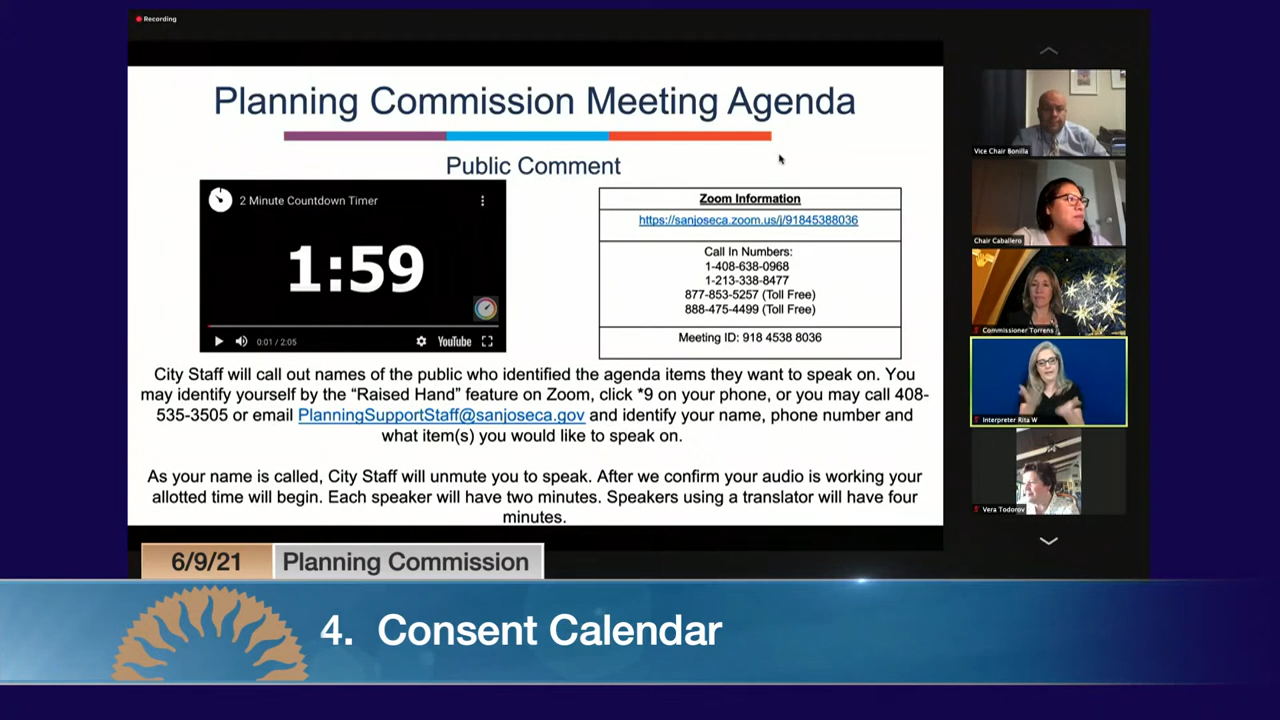 Recording
Planning Commission Meeting Agenda
Public Comment
2 Minute Countdown Timer
1:59
0:01 / 2:05
YouTube
Zoom Information
https://sanjoseca.zoom.us/j/91845388036
Call In Numbers:
1-408-638-0968
1-213-338-8477
877-853-5257 (Toll Free)
888-475-4499 (Toll Free)
Meeting ID: 918 4538 8036
City Staff will call out names of the public who identified the agenda items they want to speak on. You
may identify yourself by the “Raised Hand” feature on Zoom, click *9 on your phone, or you may call 408-
535-3505 or email PlanningSupportStaff@sanjoseca.gov and identify your name, phone number and
what item(s) you would like to speak on.
As your name is called, City Staff will unmute you to speak. After we confirm your audio is working your
allotted time will begin. Each speaker will have two minutes. Speakers using a translator will have four
minutes.
Vice Chair Bonilla
Chair Caballero
Commissioner Torrens
Interpreter Rita W
Vera Todorov
6/9/21
Planning Commission
4. Consent Calendar